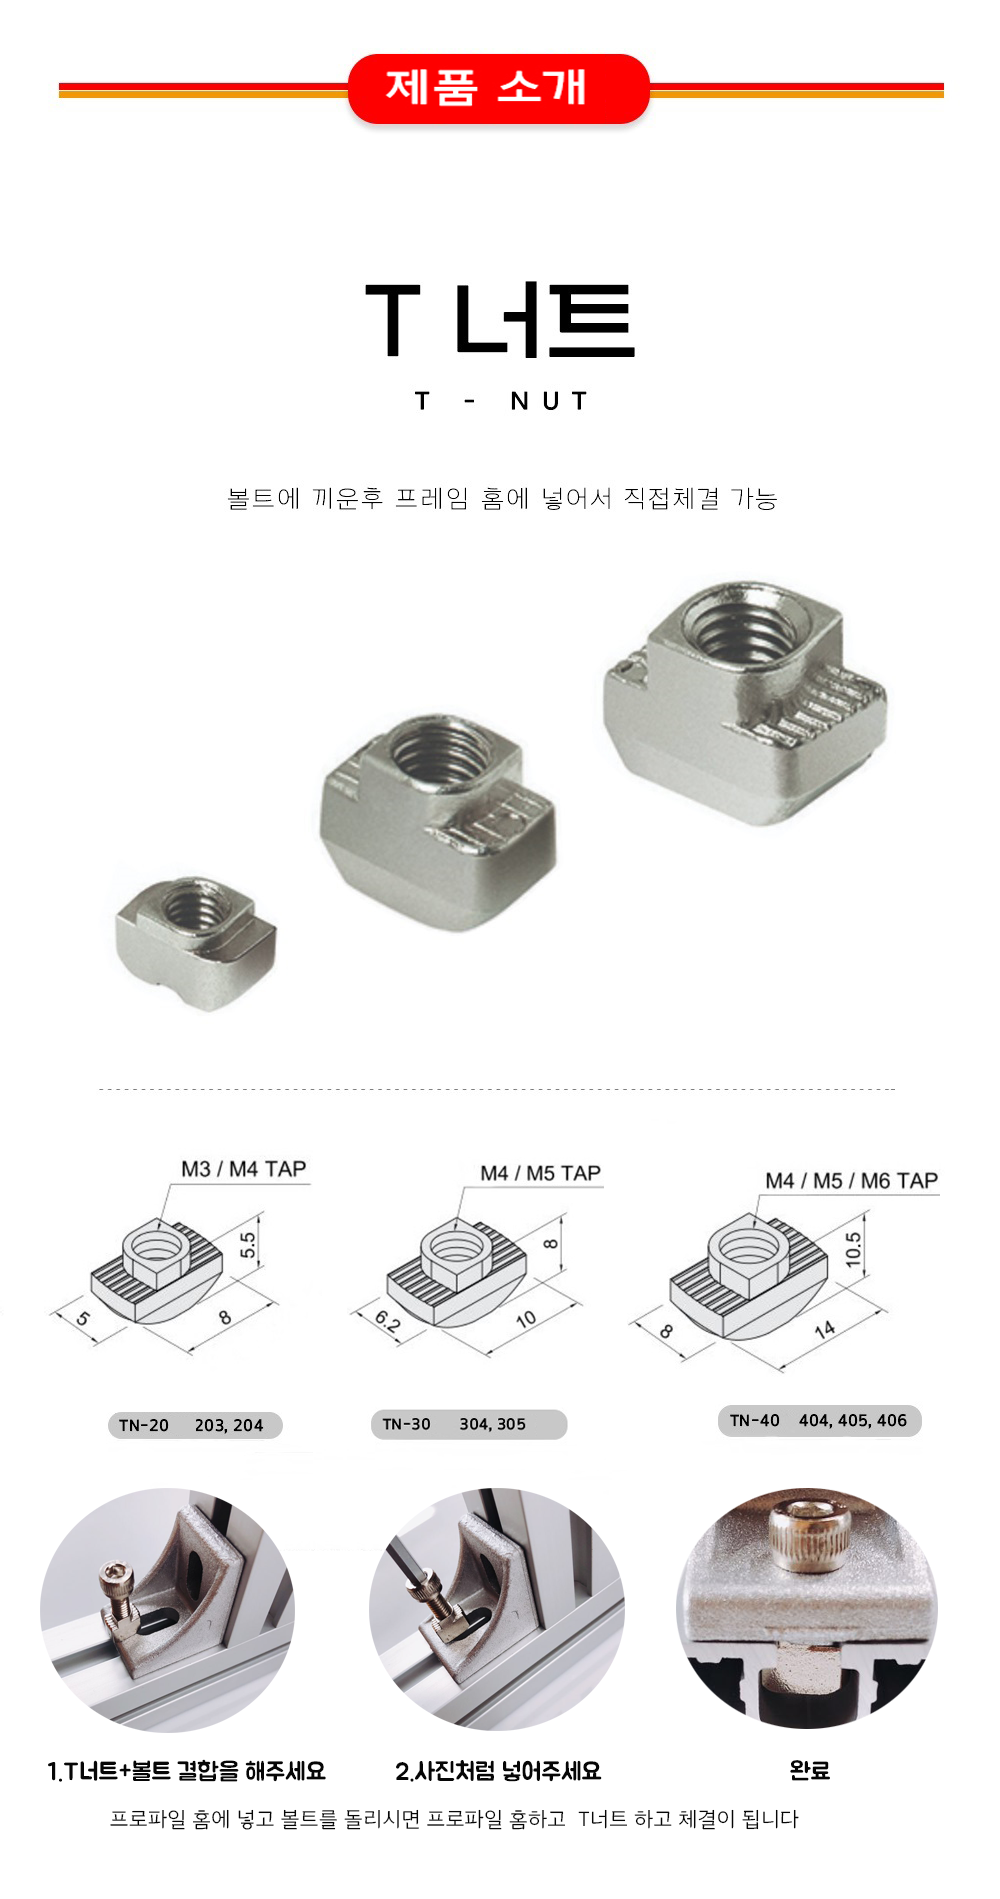 제품 소개
T 너트
T - NUT
볼트에 끼운후 프레임 홈에 넣어서 직접체결 가능
M3 / M4 TAP
5.5
5
8
M4 / M5 TAP
8
6.2
10
M4 / M5 / M6 TAP
10.5
8
14
TN-20 203, 204
TN-30 304, 305
TN-40 404, 405, 406
1.T너트+볼트 결합을 해주세요
2.사진처럼 넣어주세요
완료
프로파일 홈에 넣고 볼트를 돌리시면 프로파일 홈하고 T너트 하고 체결이 됩니다